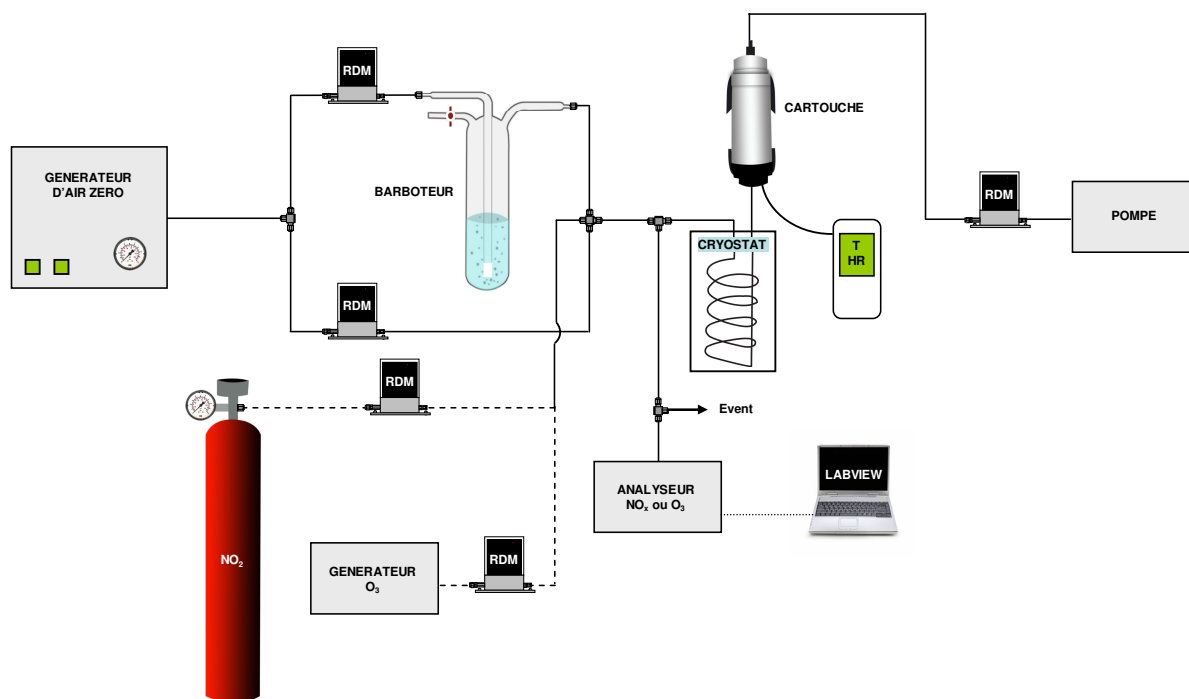 RDM
CARTOUCHE
GENERATEUR
D'AIR ZERO
BARBOTEUR
RDM
POMPE
CRYOSTAT
T
HR
RDM
RDM
Event
ANALYSEUR
NOx ou O3
LABVIEW
NO2
GENERATEUR
O3
RDM